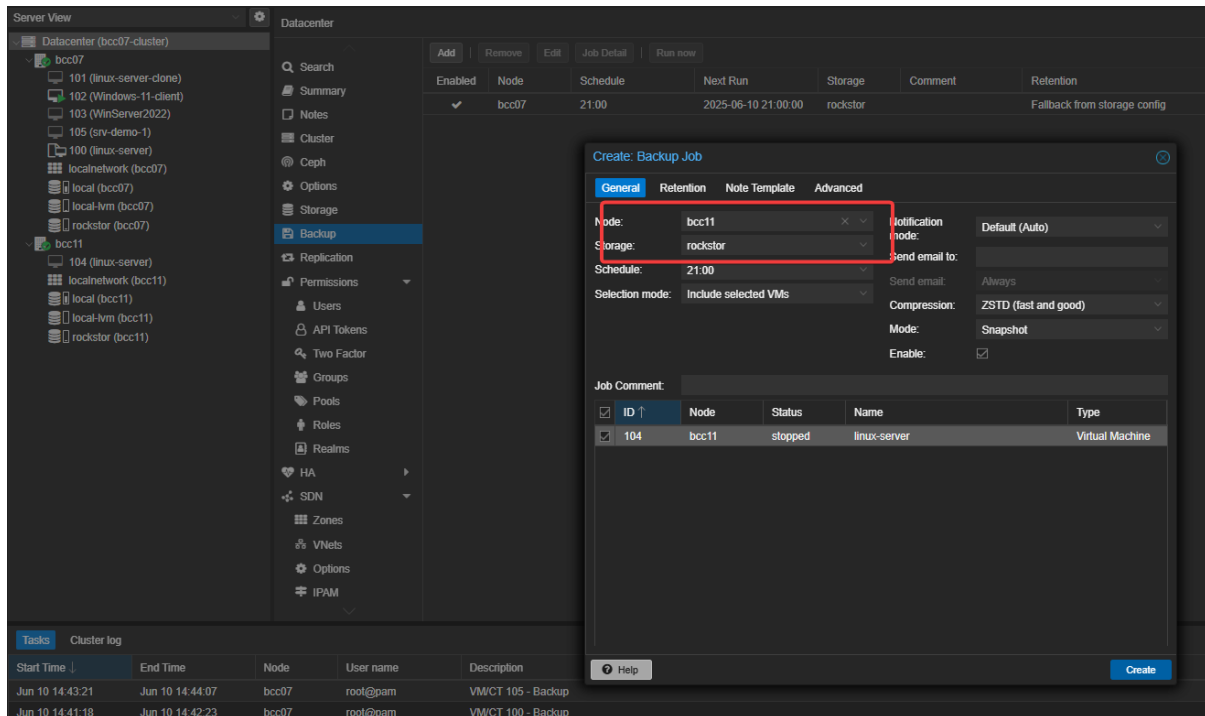 Server View
Datacenter (bcc07-cluster)
bcc07
101 (linux-server-clone)
102 (Windows-11-client)
103 (WinServer2022)
105 (srv-demo-1)
100 (linux-server)
localnetwork (bcc07)
local (bcc07)
local-lvm (bcc07)
rockstor (bcc07)
bcc11
104 (linux-server)
localnetwork (bcc11)
local (bcc11)
local-lvm (bcc11)
rockstor (bcc11)
Datacenter
Search
Summary
Notes
Cluster
Ceph
Options
Storage
Backup
Replication
Permissions
Users
API Tokens
Two Factor
Groups
Pools
Roles
Realms
HA
SDN
Zones
VNets
Options
IPAM
Add Remove Edit Job Detail Run now
Enabled Node Schedule Next Run Storage Comment Retention
bcc07 21:00 2025-06-10 21:00:00 rockstor Fallback from storage config
Create: Backup Job
General Retention Note Template Advanced
Node: bcc11
Storage: rockstor
Schedule: 21:00
Selection mode: Include selected VMs
Notification mode: Default (Auto)
Send email to:
Send email: Always
Compression: ZSTD (fast and good)
Mode: Snapshot
Enable:
Job Comment:
ID Node Status Name Type
104 bcc11 stopped linux-server Virtual Machine
Help Create
Tasks Cluster log
Start Time End Time Node User name Description
Jun 10 14:43:21 Jun 10 14:44:07 bcc07 root@pam VM/CT 105 - Backup
Jun 10 14:41:18 Jun 10 14:42:23 bcc07 root@pam VM/CT 100 - Backup